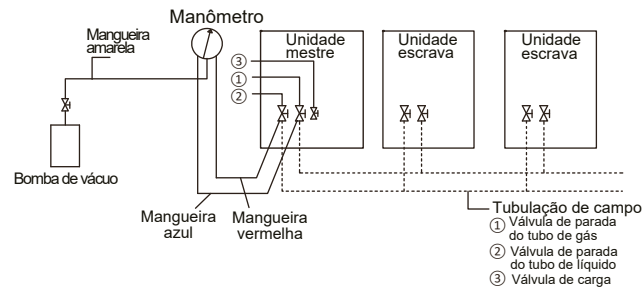 Manômetro
Mangueira
amarela
Unidade
mestre
Unidade
escrava
Unidade
escrava
③
①
②
Bomba de vácuo
Mangueira
azul
Mangueira
vermelha
Tubulação de campo
① Válvula de parada
do tubo de gás
② Válvula de parada
do tubo de líquido
③ Válvula de carga